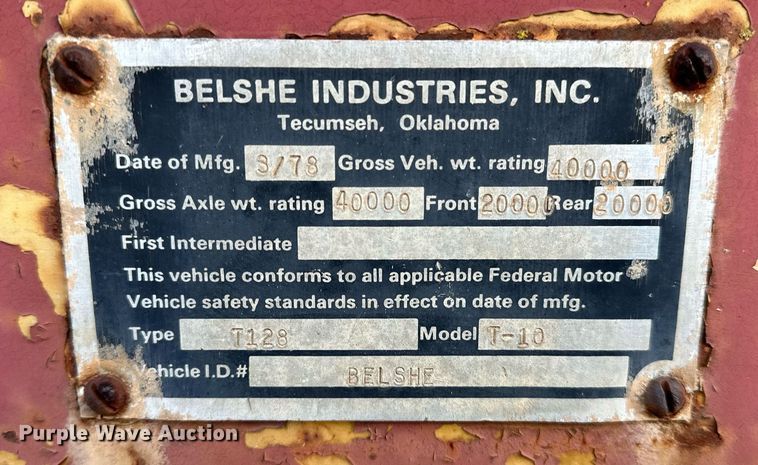 BELSHE INDUSTRIES, INC.
Tecumseh, Oklahoma
Date of Mfg. 3/78 Gross Veh. wt. rating 40000
Gross Axle wt. rating 40000 Front 20000 Rear 20000
First Intermediate
This vehicle conforms to all applicable Federal Motor
Vehicle safety standards in effect on date of mfg.
Type T128 Model T-10
Vehicle I.D.# BELSHE
Purple Wave Auction